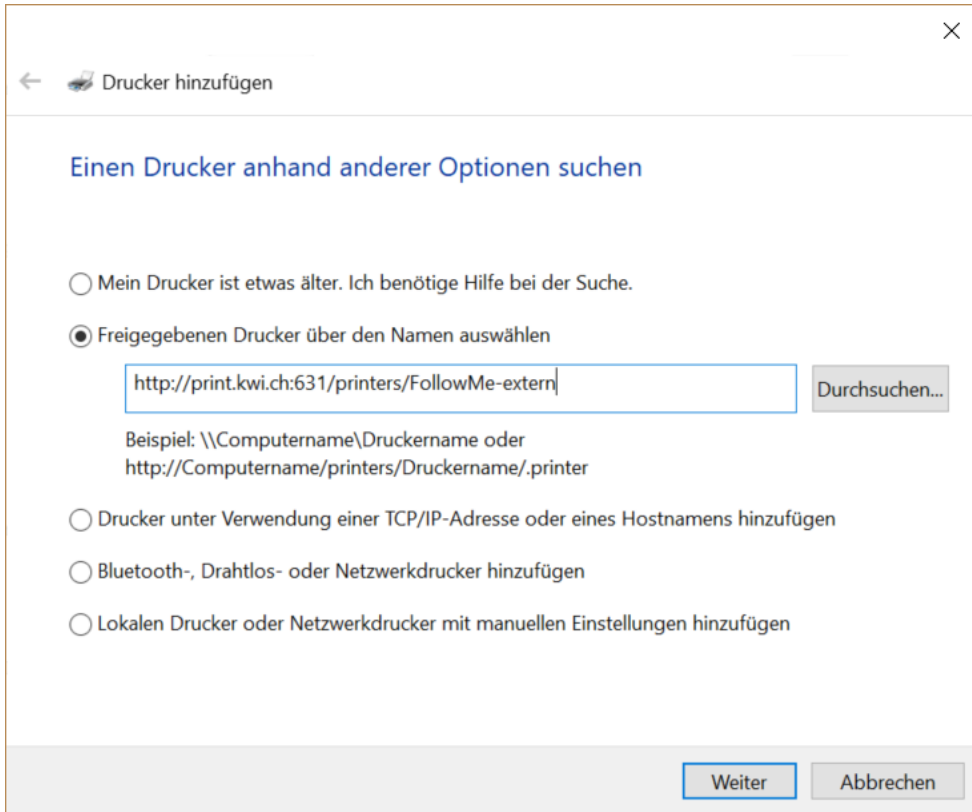 Drucker hinzufügen
Einen Drucker anhand anderer Optionen suchen
Mein Drucker ist etwas älter. Ich benötige Hilfe bei der Suche.
Freigegebenen Drucker über den Namen auswählen
http://print.kwi.ch:631/printers/FollowMe-extern
Durchsuchen...
Beispiel: \\Computername\Druckername oder
http://Computername/printers/Druckername/.printer
Drucker unter Verwendung einer TCP/IP-Adresse oder eines Hostnamens hinzufügen
Bluetooth-, Drahtlos- oder Netzwerkdrucker hinzufügen
Lokalen Drucker oder Netzwerkdrucker mit manuellen Einstellungen hinzufügen
Weiter
Abbrechen